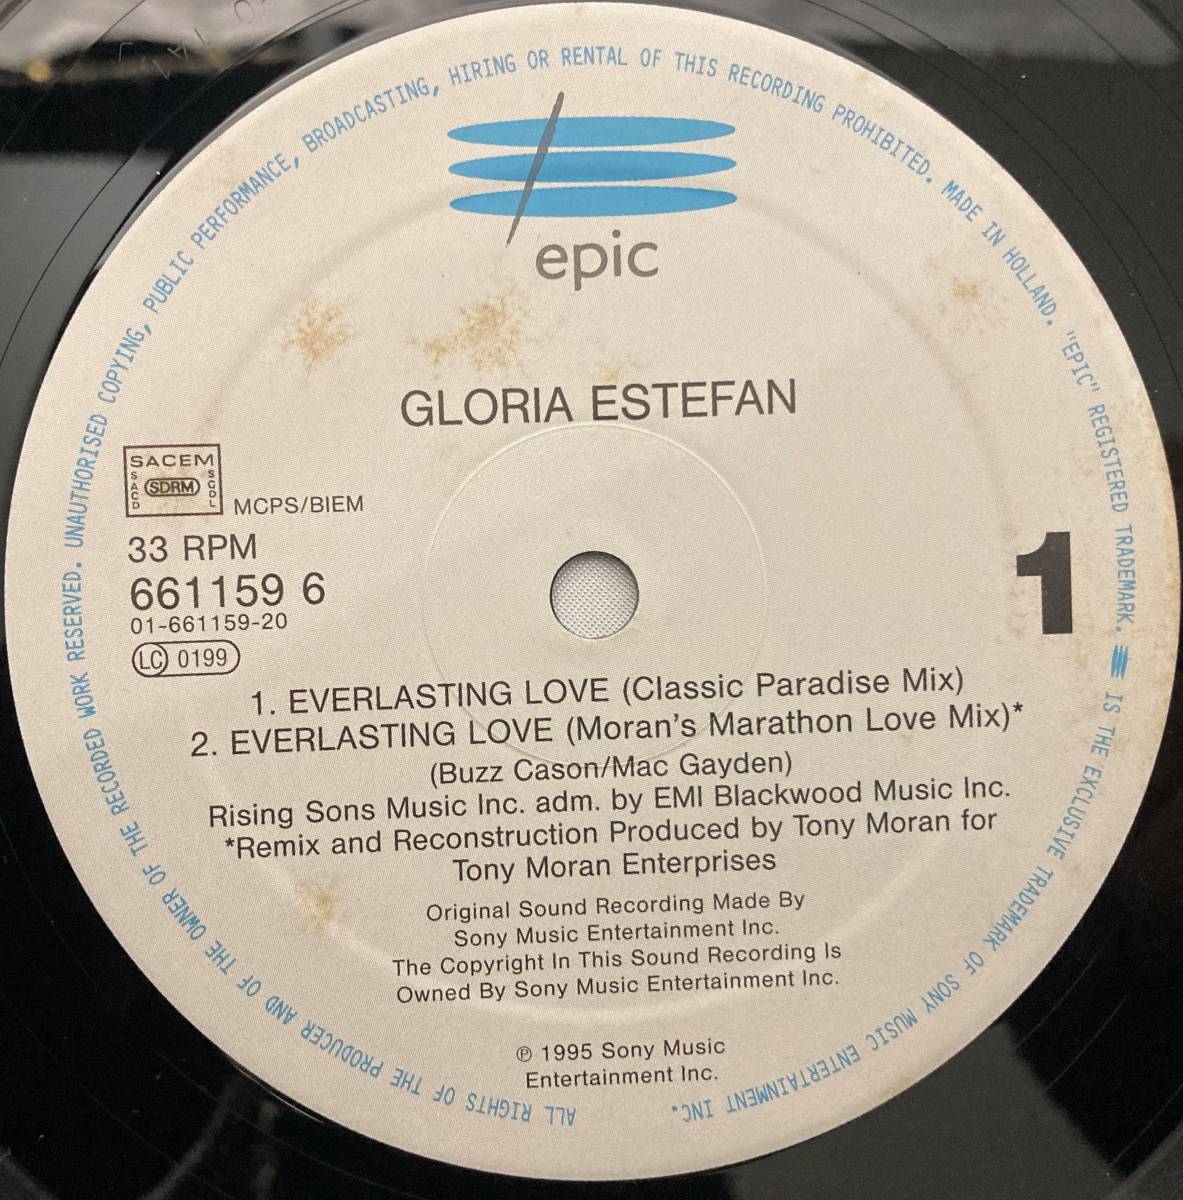 ALL RIGHTS OF THE PRODUCER AND OF THE OWNER OF THE RECORDED WORK RESERVED. UNAUTHORISED COPYING, PUBLIC PERFORMANCE, BROADCASTING, HIRING OR RENTAL OF THIS RECORDING PROHIBITED. MADE IN HOLLAND. "EPIC" REGISTERED TRADEMARK. IS THE EXCLUSIVE TRADEMARK OF SONY MUSIC ENTERTAINMENT INC.
epic
GLORIA ESTEFAN
SACEM
SACD
SDRM
SGDL
MCPS/BIEM
33 RPM
661159 6
01-661159-20
LC 0199
1
1. EVERLASTING LOVE (Classic Paradise Mix)
2. EVERLASTING LOVE (Moran's Marathon Love Mix)*
(Buzz Cason/Mac Gayden)
Rising Sons Music Inc. adm. by EMI Blackwood Music Inc.
*Remix and Reconstruction Produced by Tony Moran for
Tony Moran Enterprises
Original Sound Recording Made By
Sony Music Entertainment Inc.
The Copyright In This Sound Recording Is
Owned By Sony Music Entertainment Inc.
℗ 1995 Sony Music
Entertainment Inc.